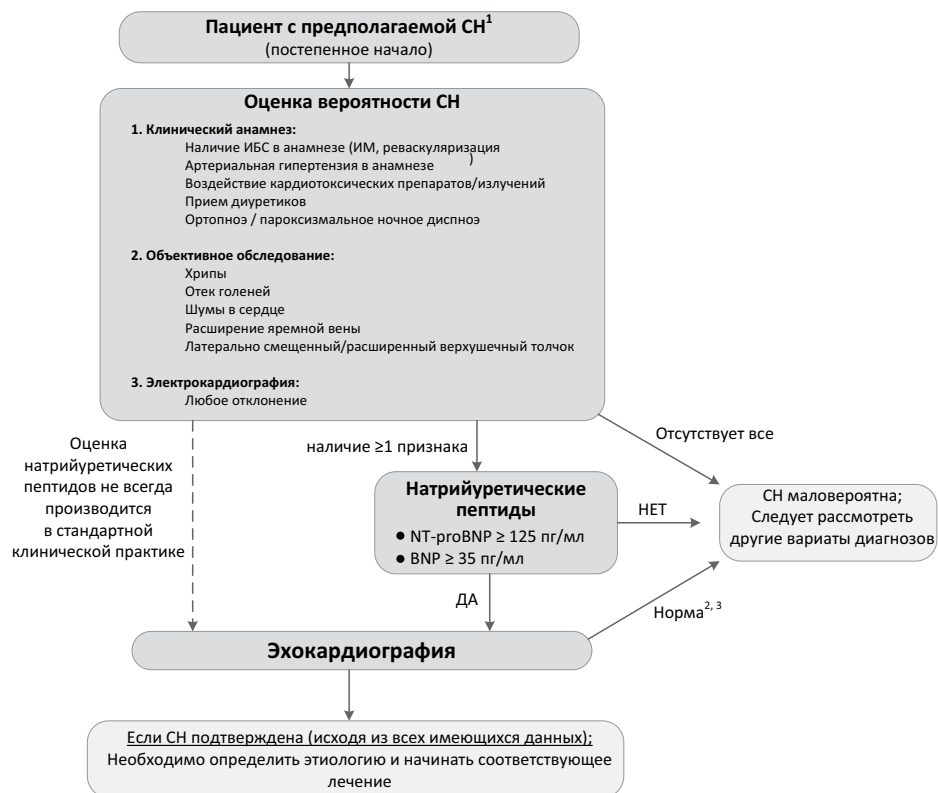 Пациент с предполагаемой СН1
(постепенное начало)
Оценка вероятности СН
1. Клинический анамнез:
Наличие ИБС в анамнезе (ИМ, реваскуляризация
)
Артериальная гипертензия в анамнезе
Воздействие кардиотоксических препаратов/излучений
Прием диуретиков
Ортопноэ / пароксизмальное ночное диспноэ
2. Объективное обследование:
Хрипы
Отек голеней
Шумы в сердце
Расширение яремной вены
Латерально смещенный/расширенный верхушечный толчок
3. Электрокардиография:
Любое отклонение
Оценка
натрийуретических
пептидов не всегда
производится
в стандартной
клинической практике
наличие ≥1 признака
Отсутствует все
Натрийуретические
пептиды
● NT-proBNP ≥ 125 пг/мл
● BNP ≥ 35 пг/мл
НЕТ
СН маловероятна;
Следует рассмотреть
другие вариаты диагнозов
ДА
Норма2, 3
Эхокардиография
Если СН подтверждена (исходя из всех имеющихся данных);
Необходимо определить этиологию и начинать соответствующее
лечение